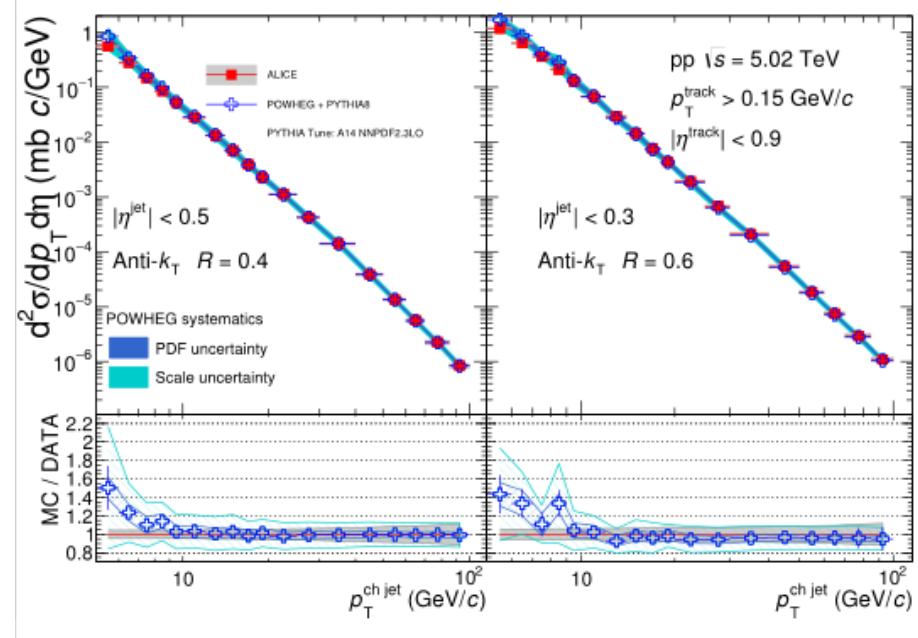 d²σ/dp_T dη (mb c/GeV)
1
10⁻¹
10⁻²
10⁻³
10⁻⁴
10⁻⁵
10⁻⁶
ALICE
POWHEG + PYTHIA8
PYTHIA Tune: A14 NNPDF2.3LO
|η^jet| < 0.5
Anti-k_T R = 0.4
POWHEG systematics
PDF uncertainty
Scale uncertainty
pp √s = 5.02 TeV
p_T^track > 0.15 GeV/c
|η^track| < 0.9
|η^jet| < 0.3
Anti-k_T R = 0.6
MC / DATA
2.2
2
1.8
1.6
1.4
1.2
1
0.8
10 10²
p_T^ch jet (GeV/c)
10 10²
p_T^ch jet (GeV/c)